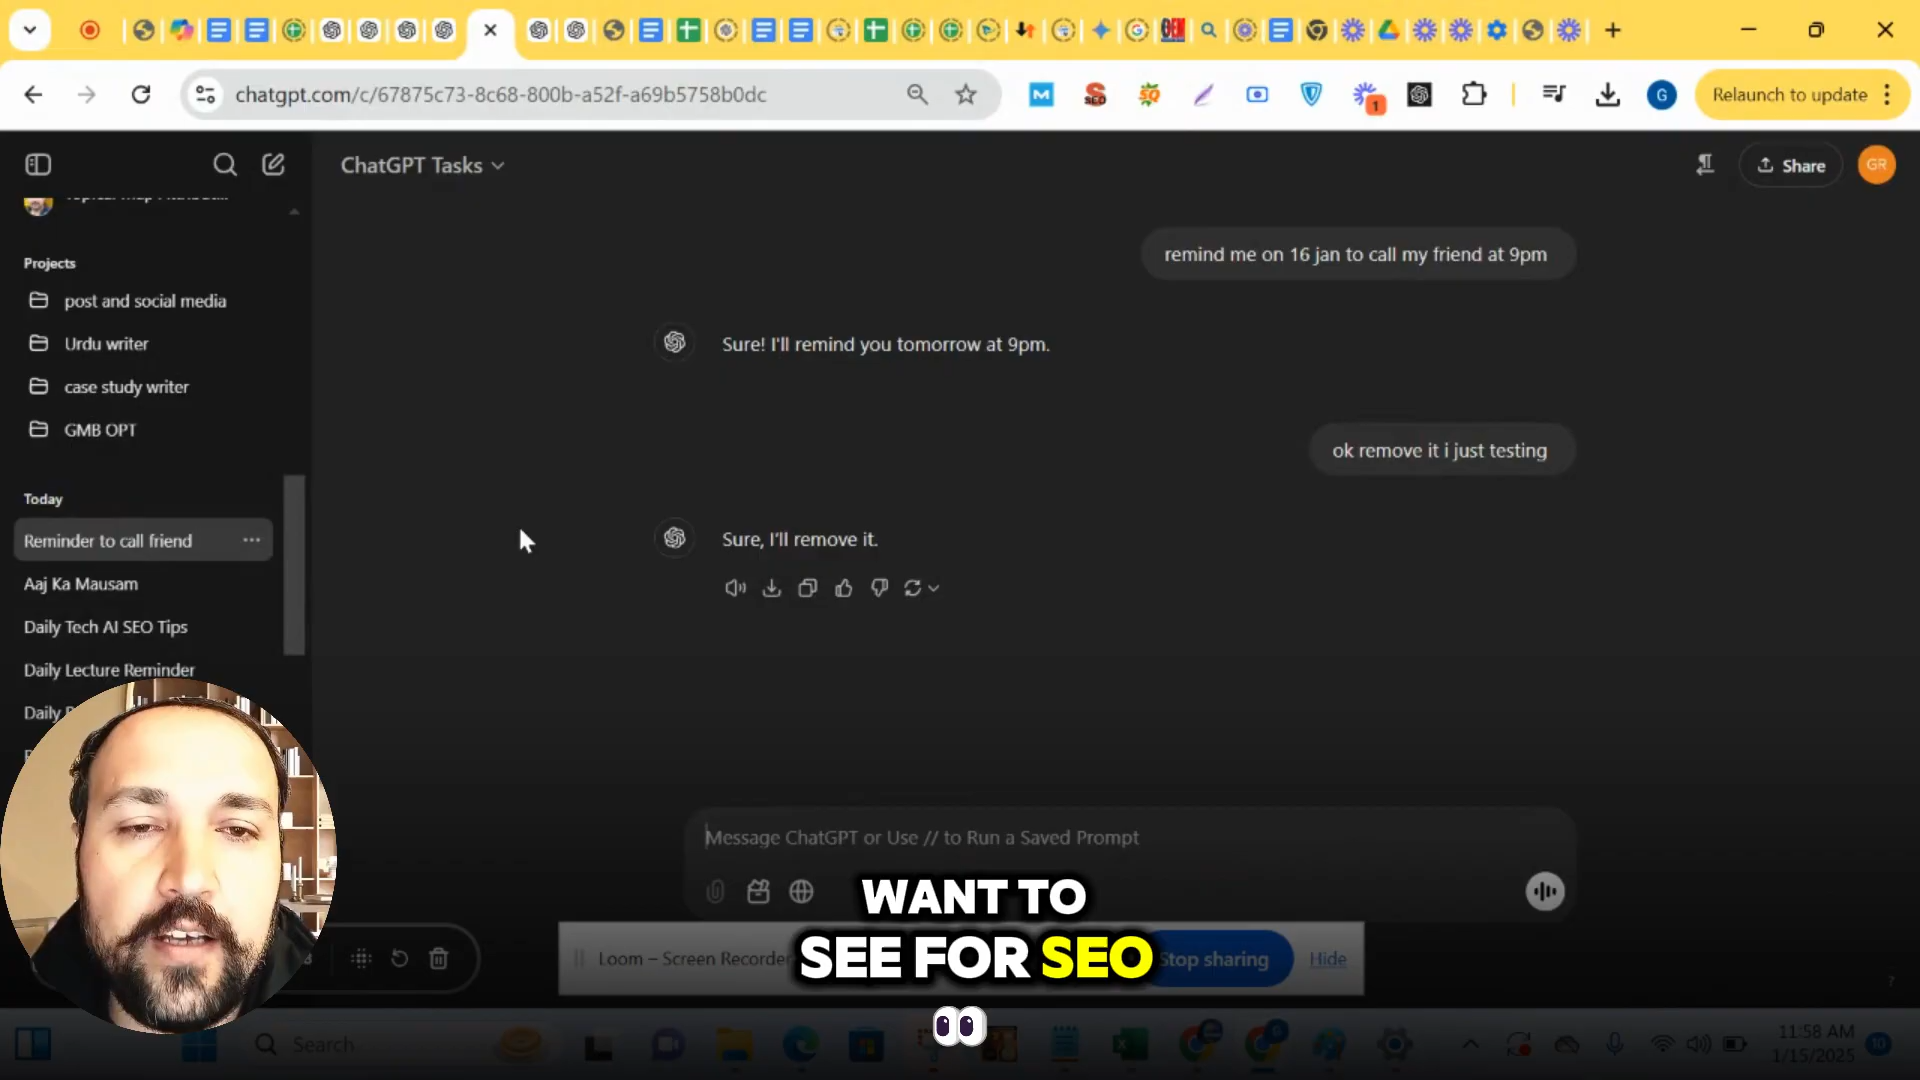 chatgpt.com/c/67875c73-8c68-800b-a52f-a69b5758b0dc
SEO
SQ
1
G
Relaunch to update
ChatGPT Tasks
Share
GR
Projects
post and social media
Urdu writer
case study writer
GMB OPT
Today
Reminder to call friend
Aaj Ka Mausam
Daily Tech AI SEO Tips
Daily Lecture Reminder
Daily
remind me on 16 jan to call my friend at 9pm
Sure! I'll remind you tomorrow at 9pm.
ok remove it i just testing
Sure, I'll remove it.
Message ChatGPT or Use // to Run a Saved Prompt
WANT TO
SEE FOR SEO
Loom – Screen Recorder
Stop sharing
Hide
?
Search
11:58 AM
1/15/2025
10